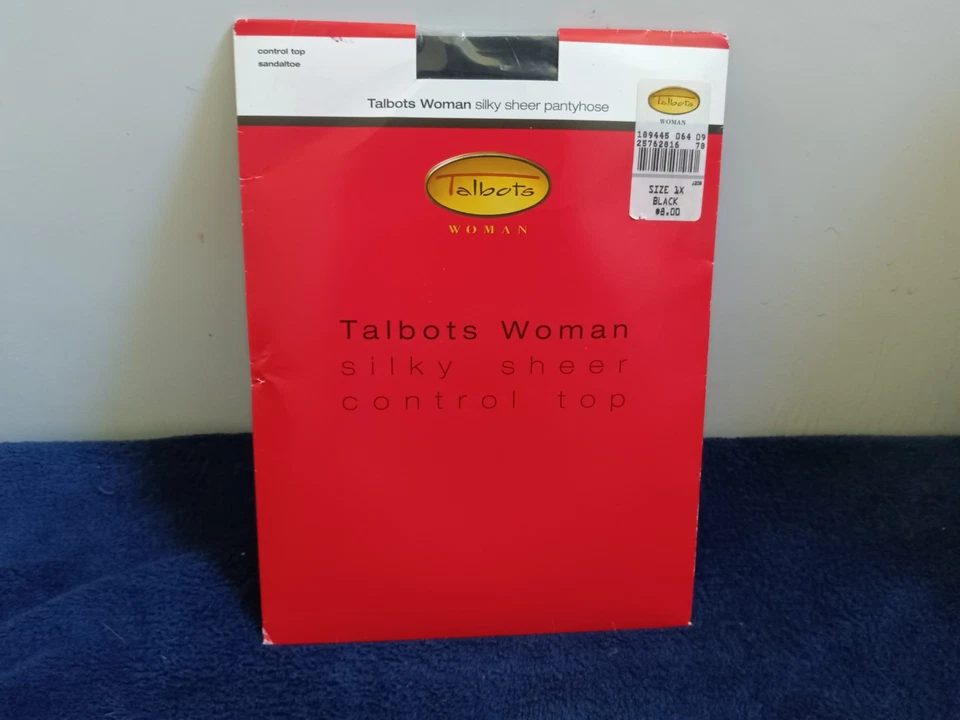 control top
sandaltoe
Talbots Woman silky sheer pantyhose
Talbots
WOMAN
189445 064 09
25762816 78
SIZE 1X
BLACK
$8.00
Talbots
WOMAN
Talbots Woman
silky sheer
control top